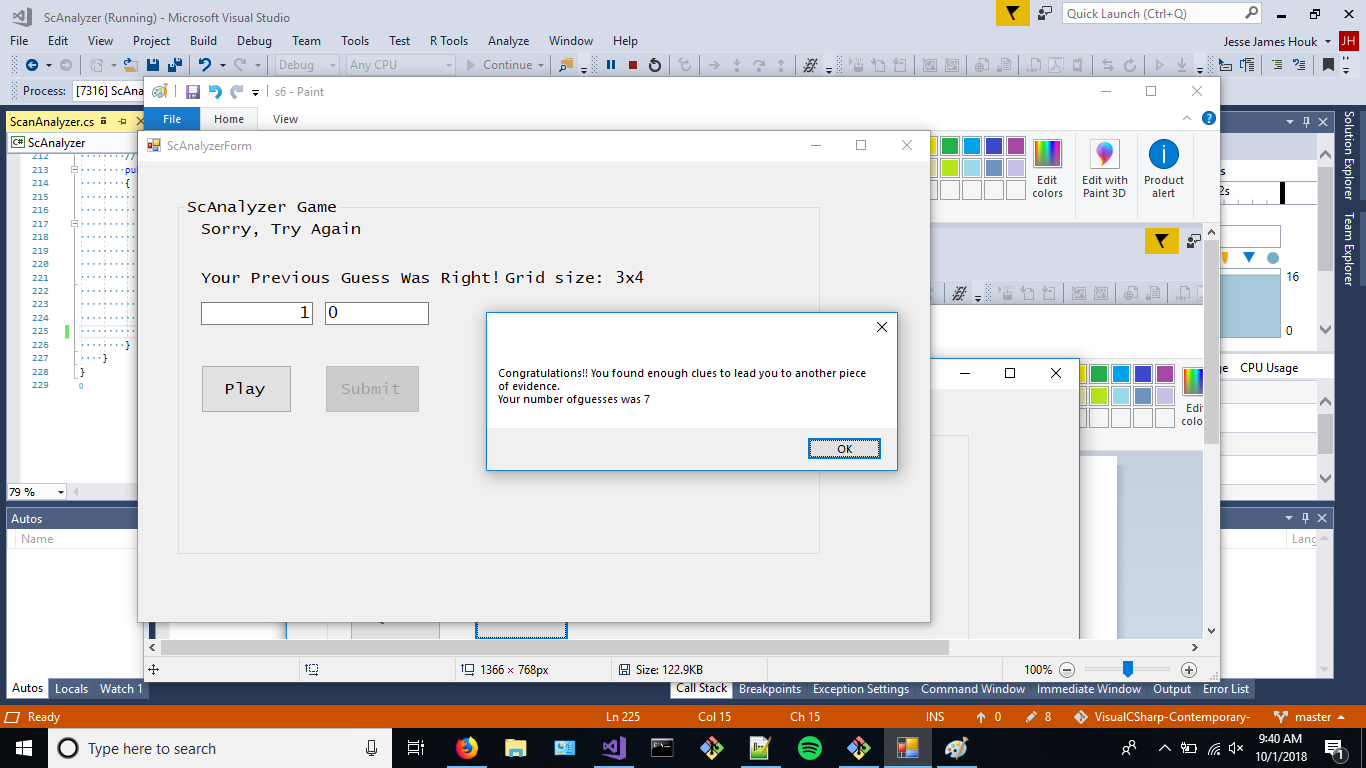 ScAnalyzer (Running) - Microsoft Visual Studio
Quick Launch (Ctrl+Q)
File Edit View Project Build Debug Team Tools Test R Tools Analyze Window Help
Jesse James Houk JH
Debug Any CPU Continue
Process: [7316] ScAna
s6 - Paint
ScanAnalyzer.cs
File Home View
ScAnalyzer
ScAnalyzerForm
212
213
214
215
216
217
218
219
220
221
222
223
224
225
226
227
228
229
//
pu
{
}
}
}
Edit colors
Edit with Paint 3D
Product alert
Solution Explorer
Team Explorer
ScAnalyzer Game
Sorry, Try Again
Your Previous Guess Was Right! Grid size: 3x4
1 0
Play Submit
Congratulations!! You found enough clues to lead you to another piece
of evidence.
Your number ofguesses was 7
OK
s
2s
16
0
CPU Usage
Edi
colo
79 %
Autos
Name
Lang
1366 × 768px
Size: 122.9KB
100%
Autos Locals Watch 1
Call Stack Breakpoints Exception Settings Command Window Immediate Window Output Error List
Ready Ln 225 Col 15 Ch 15 INS 0 8 VisualCSharp-Contemporary- master
Type here to search
9:40 AM
10/1/2018
1